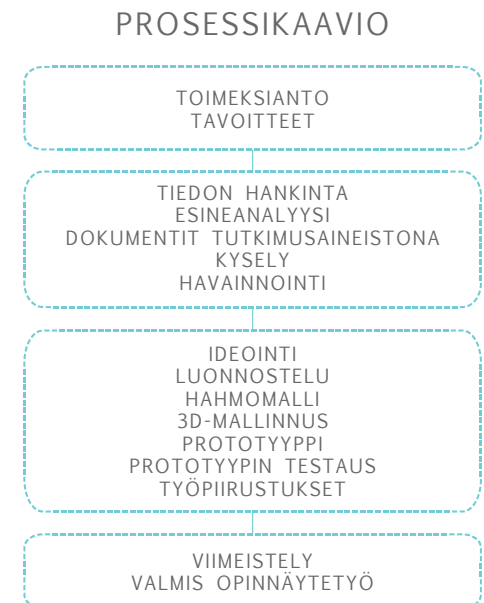 PROSESSIKAAVIO
TOIMEKSIANTO
TAVOITTEET
TIEDON HANKINTA
ESINEANALYYSI
DOKUMENTIT TUTKIMUSAINEISTONA
KYSELY
HAVAINNOINTI
IDEOINTI
LUONNOSTELU
HAHMOMALLI
3D-MALLINNUS
PROTOTYYPPI
PROTOTYYPIN TESTAUS
TYÖPIIRUSTUKSET
VIIMEISTELY
VALMIS OPINNÄYTETYÖ